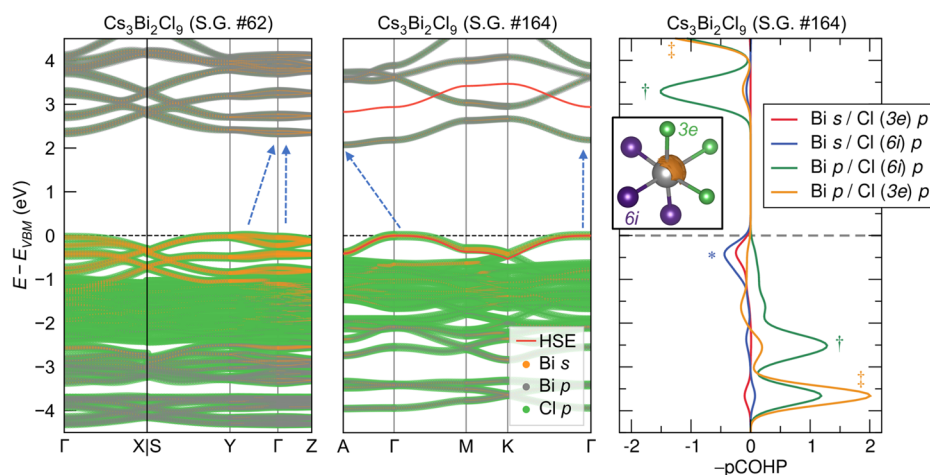 Cs3Bi2Cl9 (S.G. #62)
Cs3Bi2Cl9 (S.G. #164)
Cs3Bi2Cl9 (S.G. #164)
E − E_VBM (eV)
4
3
2
1
0
−1
−2
−3
−4
Γ X|S Y Γ Z
HSE
Bi s
Bi p
Cl p
A Γ M K Γ
‡
†
3e
6i
Bi s / Cl (3e) p
Bi s / Cl (6i) p
Bi p / Cl (6i) p
Bi p / Cl (3e) p
*
†
‡
−2 −1 0 1 2
−pCOHP